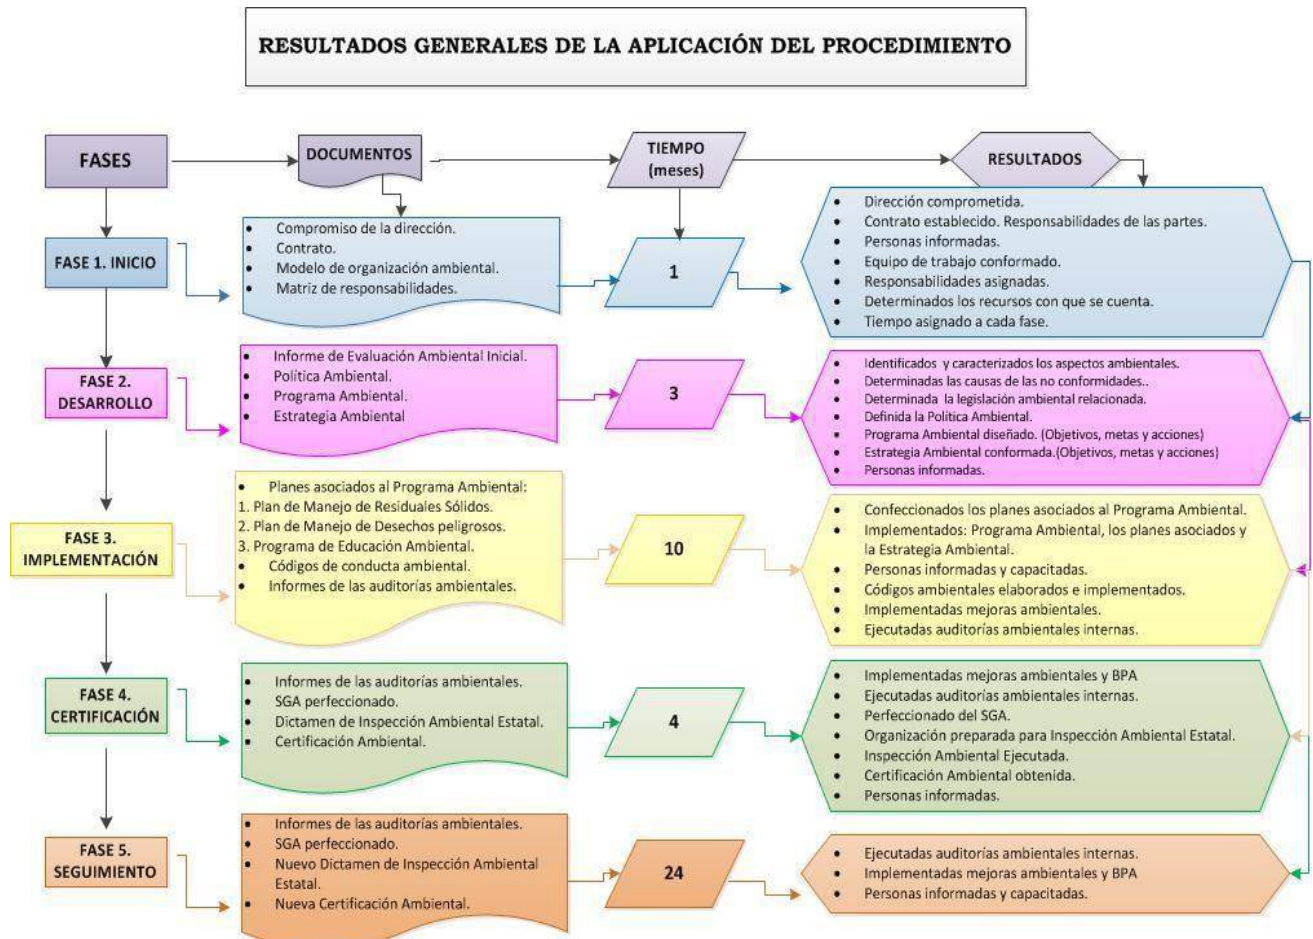 RESULTADOS GENERALES DE LA APLICACIÓN DEL PROCEDIMIENTO
FASES
DOCUMENTOS
TIEMPO
(meses)
RESULTADOS
FASE 1. INICIO
• Compromiso de la dirección.
• Contrato.
• Modelo de organización ambiental.
• Matriz de responsabilidades.
1
• Dirección comprometida.
• Contrato establecido. Responsabilidades de las partes.
• Personas informadas.
• Equipo de trabajo conformado.
• Responsabilidades asignadas.
• Determinados los recursos con que se cuenta.
• Tiempo asignado a cada fase.
FASE 2.
DESARROLLO
• Informe de Evaluación Ambiental Inicial.
• Política Ambiental.
• Programa Ambiental.
• Estrategia Ambiental
3
• Identificados y caracterizados los aspectos ambientales.
• Determinadas las causas de las no conformidades..
• Determinada la legislación ambiental relacionada.
• Definida la Política Ambiental.
• Programa Ambiental diseñado. (Objetivos, metas y acciones)
• Estrategia Ambiental conformada.(Objetivos, metas y acciones)
• Personas informadas.
FASE 3.
IMPLEMENTACIÓN
• Planes asociados al Programa Ambiental:
1. Plan de Manejo de Residuales Sólidos.
2. Plan de Manejo de Desechos peligrosos.
3. Programa de Educación Ambiental.
• Códigos de conducta ambiental.
• Informes de las auditorías ambientales.
10
• Confeccionados los planes asociados al Programa Ambiental.
• Implementados: Programa Ambiental, los planes asociados y
la Estrategia Ambiental.
• Personas informadas y capacitadas.
• Códigos ambientales elaborados e implementados.
• Implementadas mejoras ambientales.
• Ejecutadas auditorías ambientales internas.
FASE 4.
CERTIFICACIÓN
• Informes de las auditorías ambientales.
• SGA perfeccionado.
• Dictamen de Inspección Ambiental Estatal.
• Certificación Ambiental.
4
• Implementadas mejoras ambientales y BPA
• Ejecutadas auditorías ambientales internas.
• Perfeccionado del SGA.
• Organización preparada para Inspección Ambiental Estatal.
• Inspección Ambiental Ejecutada.
• Certificación Ambiental obtenida.
• Personas informadas.
FASE 5.
SEGUIMIENTO
• Informes de las auditorías ambientales.
• SGA perfeccionado.
• Nuevo Dictamen de Inspección Ambiental
Estatal.
• Nueva Certificación Ambiental.
24
• Ejecutadas auditorías ambientales internas.
• Implementadas mejoras ambientales y BPA
• Personas informadas y capacitadas.